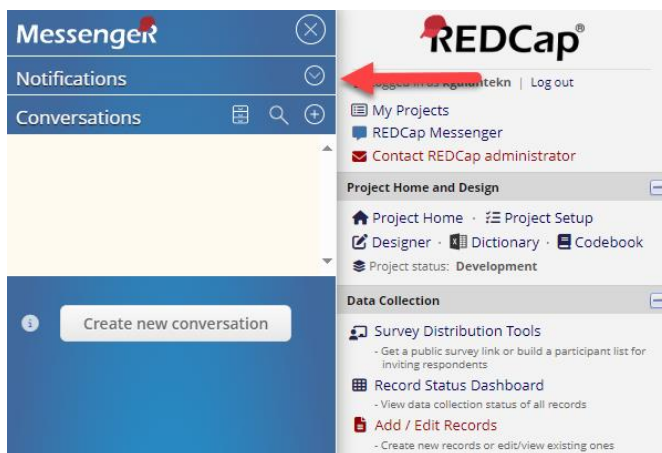 MessengeR
Notifications
Conversations
Create new conversation
REDCap®
Log out
My Projects
REDCap Messenger
Contact REDCap administrator
Project Home and Design
Project Home · Project Setup
Designer · Dictionary · Codebook
Project status: Development
Data Collection
Survey Distribution Tools
- Get a public survey link or build a participant list for
inviting respondents
Record Status Dashboard
- View data collection status of all records
Add / Edit Records
- Create new records or edit/view existing ones